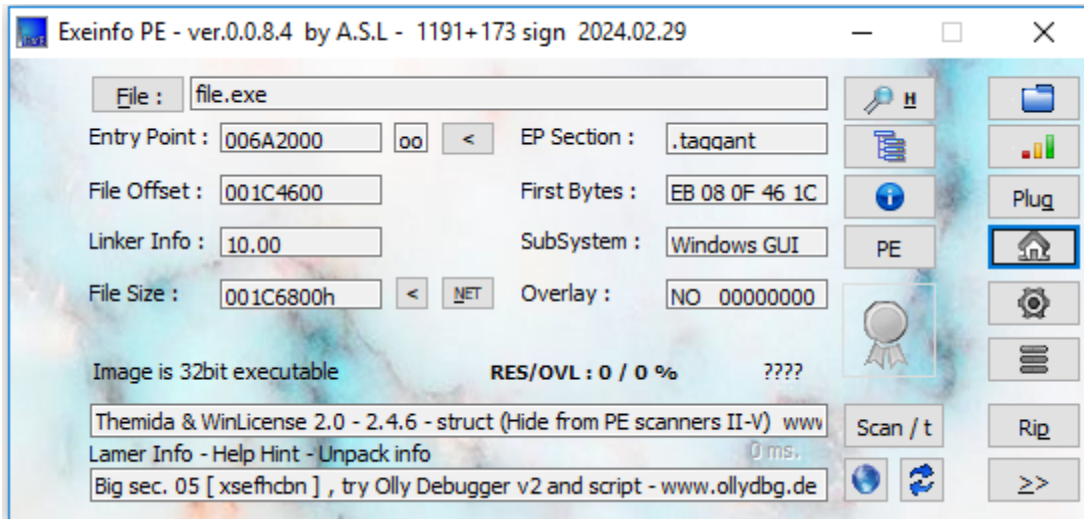 Exeinfo PE - ver.0.0.8.4 by A.S.L - 1191+173 sign 2024.02.29
File : file.exe H
Entry Point : 006A2000 oo < EP Section : .taggant
File Offset : 001C4600 First Bytes : EB 08 0F 46 1C Plug
Linker Info : 10.00 SubSystem : Windows GUI PE
File Size : 001C6800h < NET Overlay : NO 00000000
Image is 32bit executable RES/OVL : 0 / 0 % ????
Themida & WinLicense 2.0 - 2.4.6 - struct (Hide from PE scanners II-V) www Scan / t Rip
Lamer Info - Help Hint - Unpack info 0 ms.
Big sec. 05 [ xsefhcbn ] , try Olly Debugger v2 and script - www.ollydbg.de >>